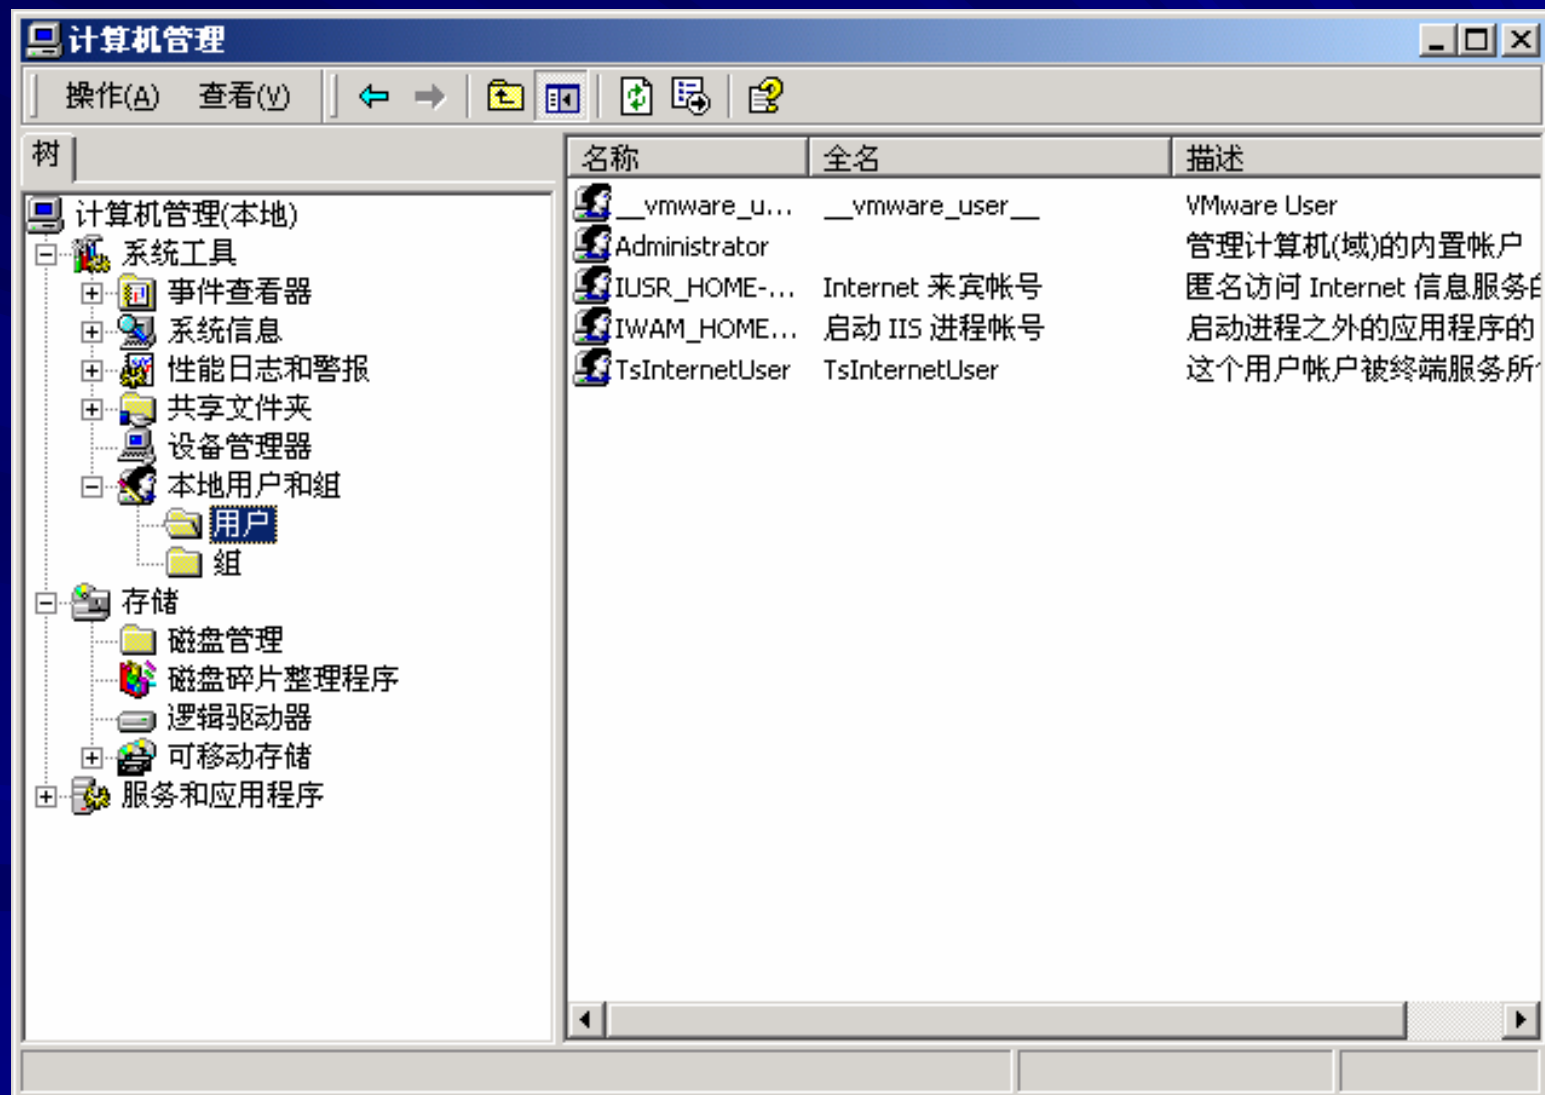 计算机管理
操作(A) 查看(V)
树
名称 全名 描述
计算机管理(本地)
系统工具
事件查看器
系统信息
性能日志和警报
共享文件夹
设备管理器
本地用户和组
用户
组
存储
磁盘管理
磁盘碎片整理程序
逻辑驱动器
可移动存储
服务和应用程序
__vmware_u... __vmware_user__ VMware User
Administrator 管理计算机(域)的内置帐户
IUSR_HOME-... Internet 来宾帐号 匿名访问 Internet 信息服务
IWAM_HOME... 启动 IIS 进程帐号 启动进程之外的应用程序的
TsInternetUser TsInternetUser 这个用户帐户被终端服务所